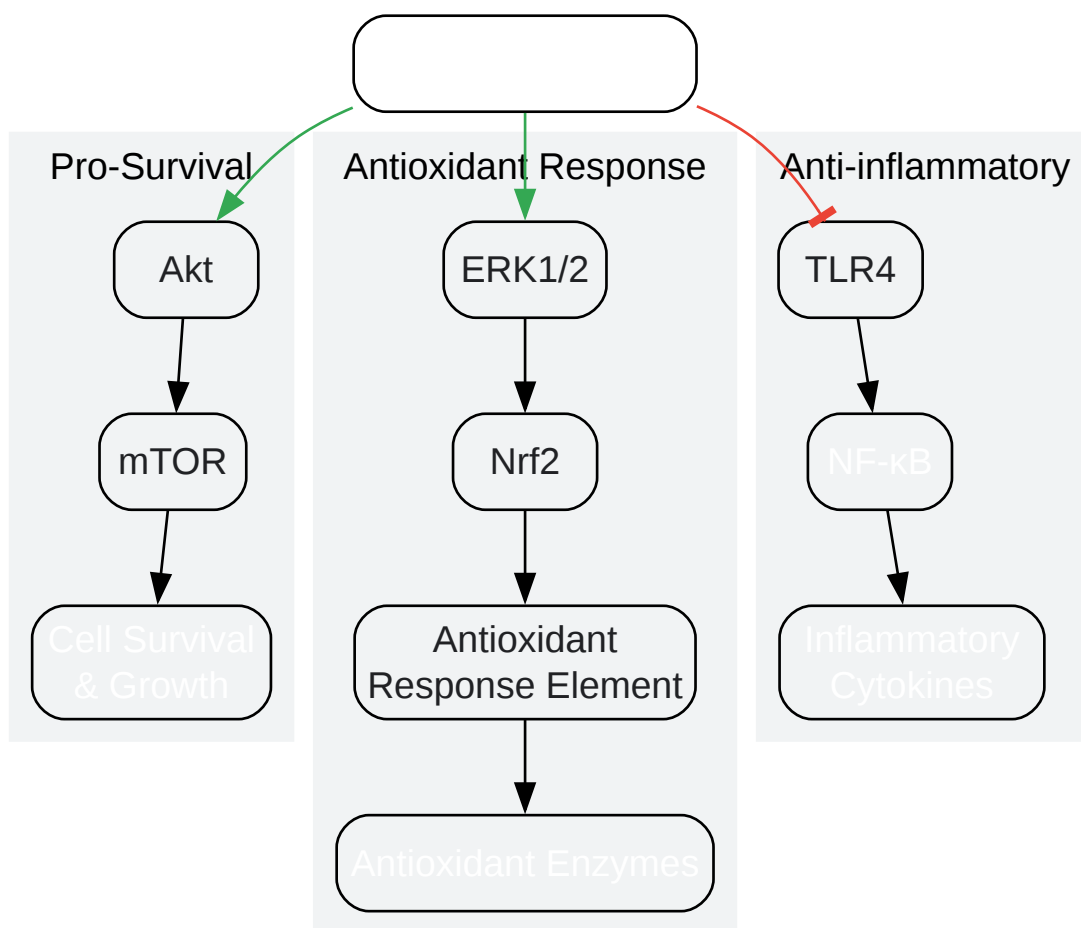 Pro-Survival
Antioxidant Response
Anti-inflammatory
Akt
ERK1/2
TLR4
mTOR
Nrf2
NF-κB
Cell Survival
& Growth
Antioxidant
Response Element
Inflammatory
Cytokines
Antioxidant Enzymes